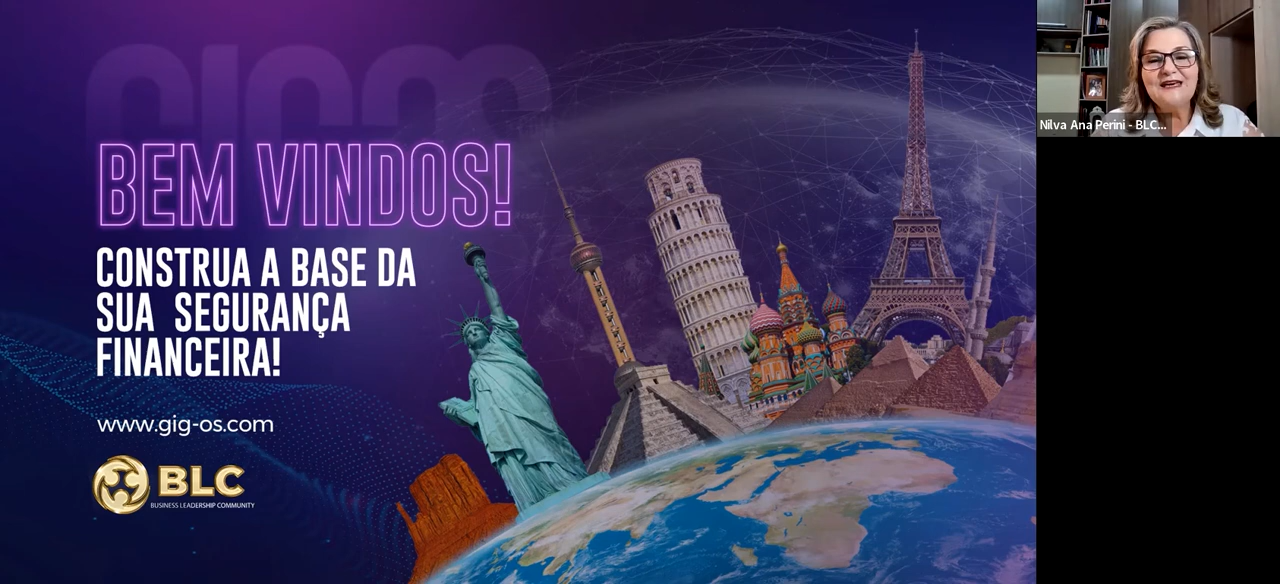 BEM VINDOS!
CONSTRUA A BASE DA
SUA SEGURANÇA
FINANCEIRA!
www.gig-os.com
BLC
BUSINESS LEADERSHIP COMMUNITY
Nilva Ana Perini - BLC...